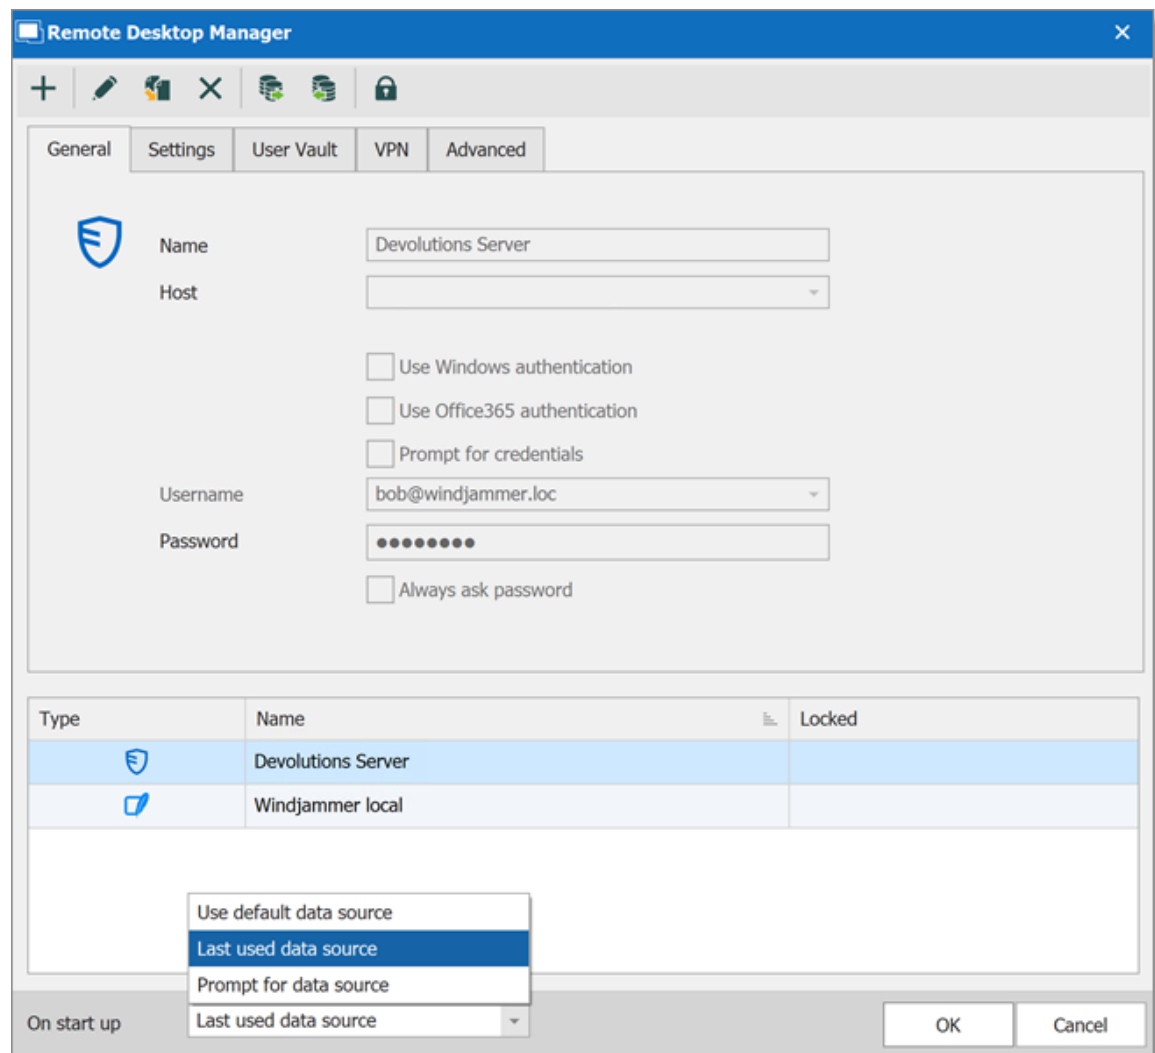 Remote Desktop Manager
General Settings User Vault VPN Advanced
Name Devolutions Server
Host
Use Windows authentication
Use Office365 authentication
Prompt for credentials
Username bob@windjammer.loc
Password ●●●●●●●●
Always ask password
Type Name Locked
Devolutions Server
Windjammer local
Use default data source
Last used data source
Prompt for data source
On start up Last used data source OK Cancel